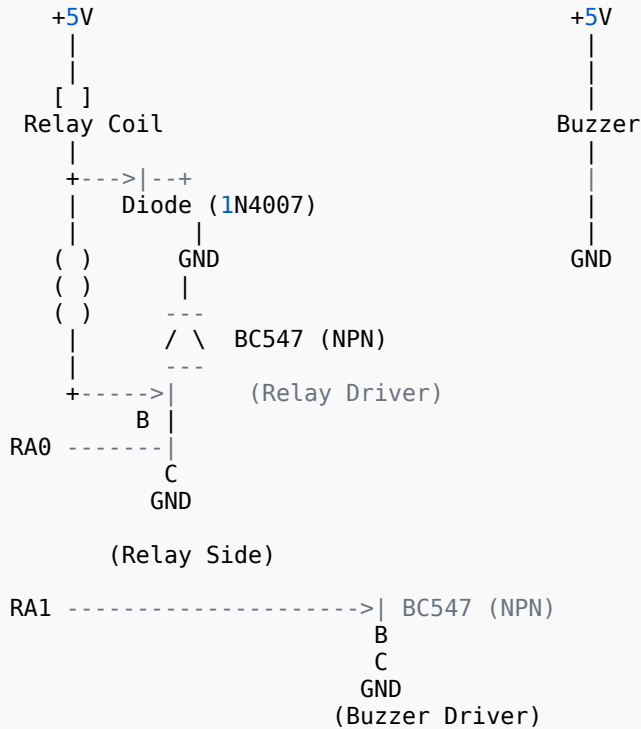 +5V +5V
| |
| |
[ ] |
Relay Coil Buzzer
| |
+--->|--+ |
| Diode (1N4007) |
| | |
( ) GND GND
( ) |
( ) ---
| / \ BC547 (NPN)
| ---
+------>| (Relay Driver)
B |
RA0 -------|
C
GND
(Relay Side)
RA1 --------------------->| BC547 (NPN)
B
C
GND
(Buzzer Driver)